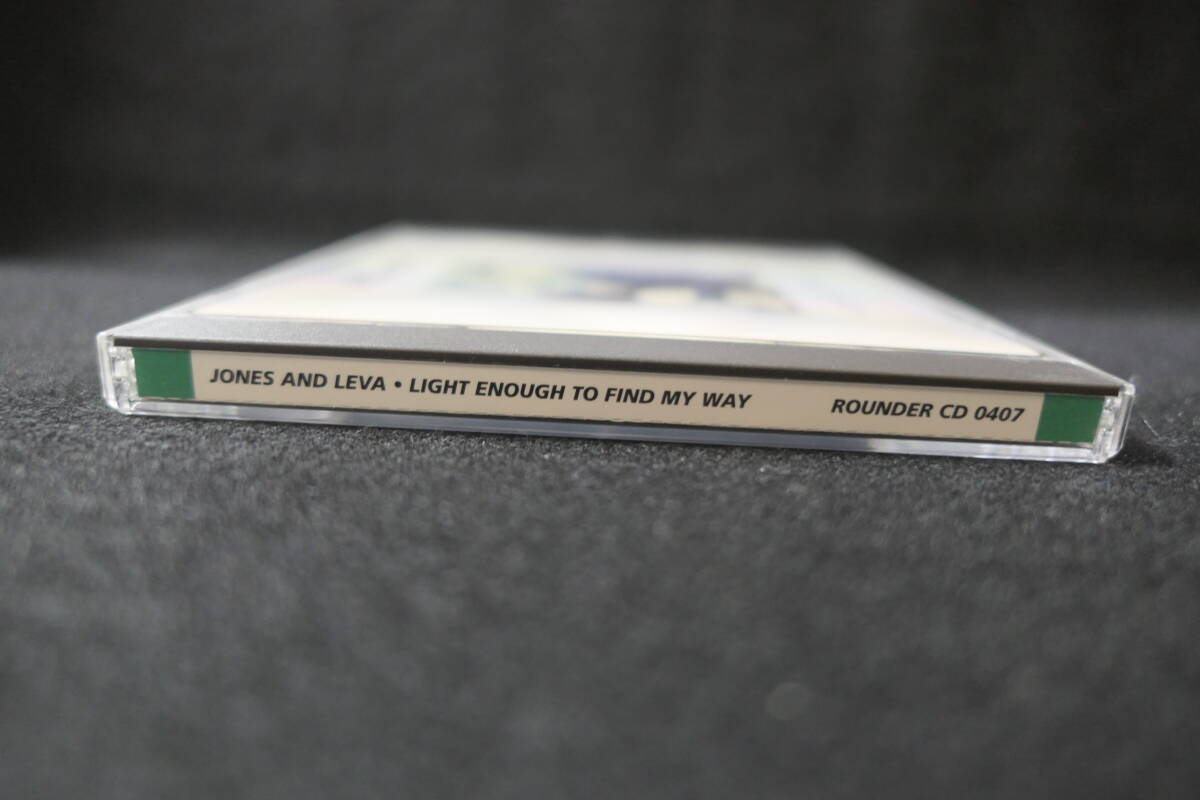 JONES AND LEVA • LIGHT ENOUGH TO FIND MY WAY ROUNDER CD 0407